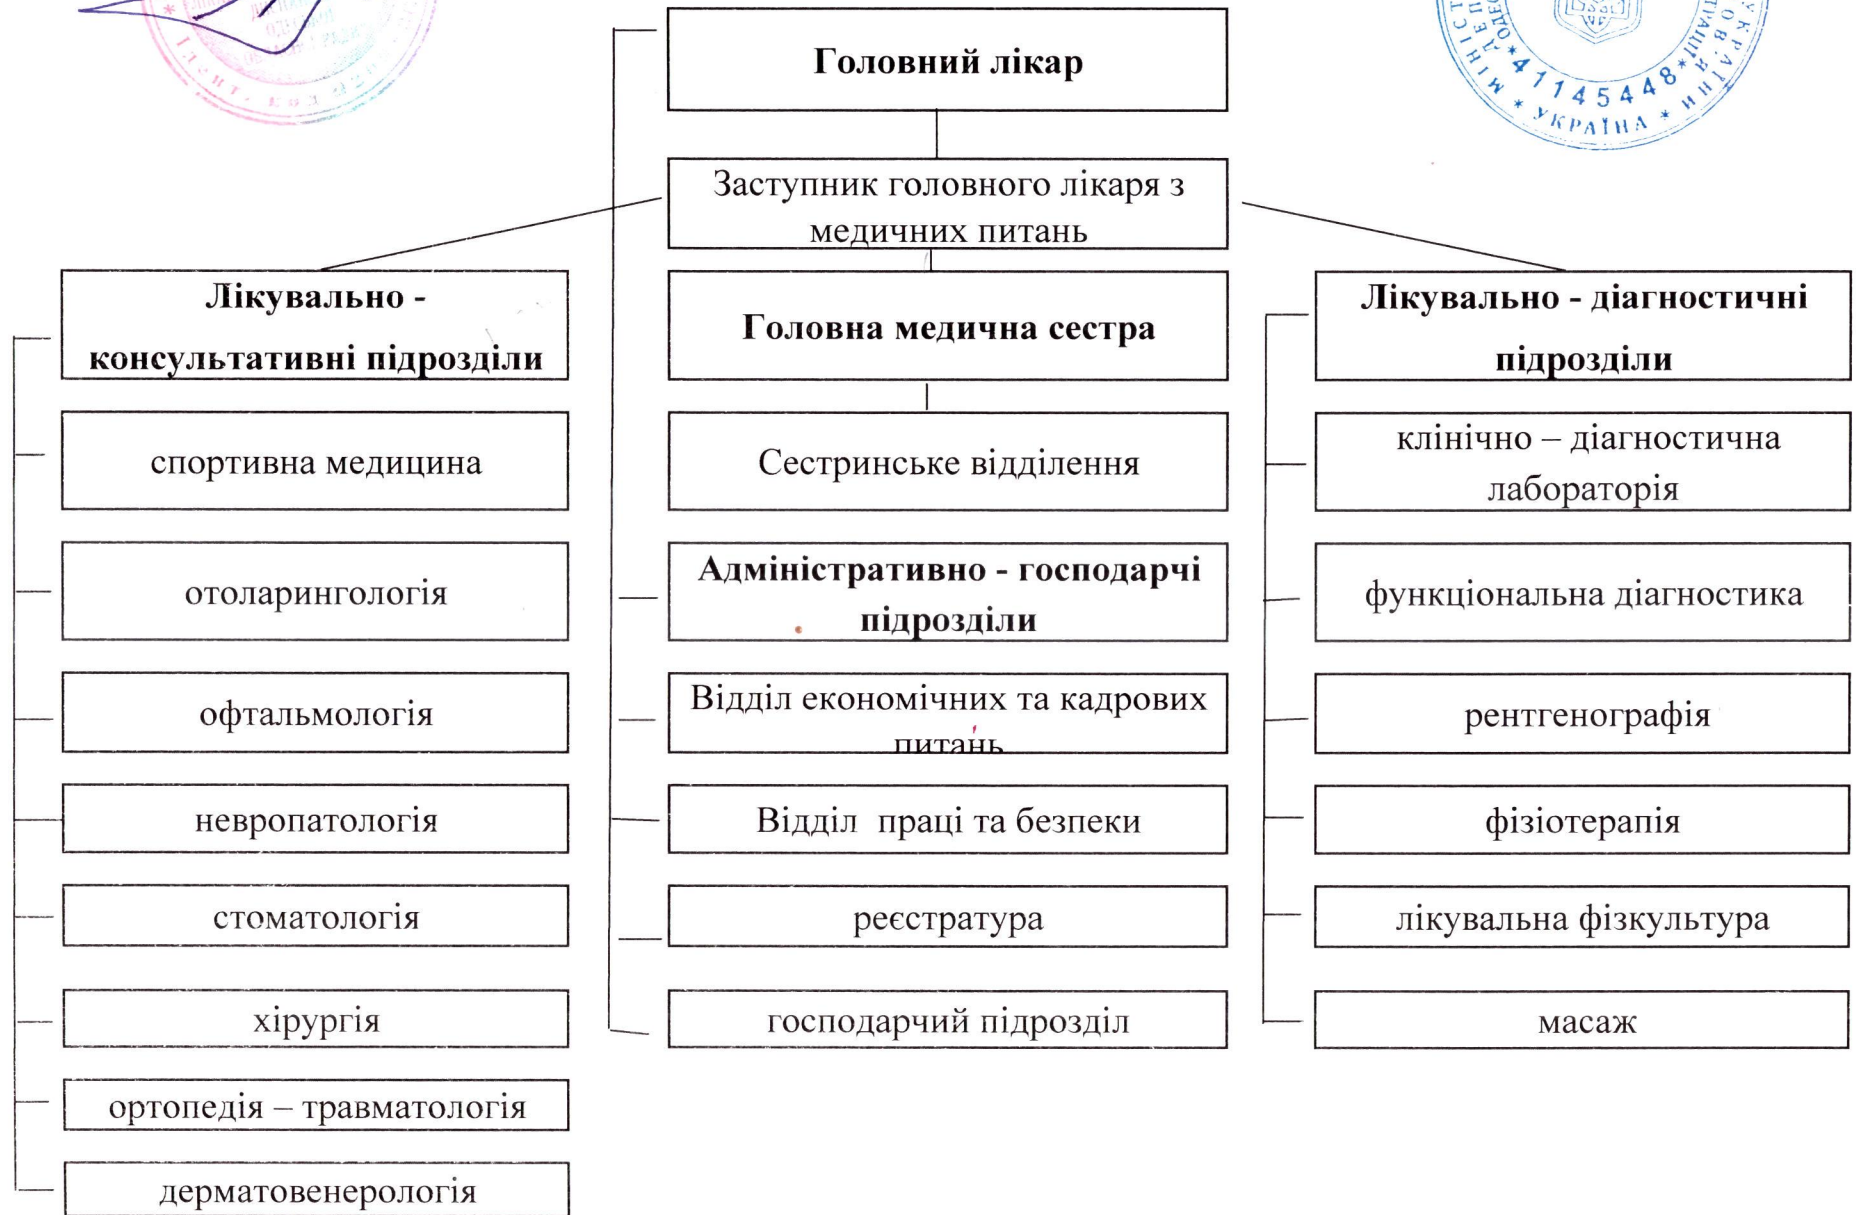 Головний лікар
41145448
УКРАЇНА
Заступник головного лікаря з
медичних питань
Лікувально -
консультативні підрозділи
Головна медична сестра
Лікувально - діагностичні
підрозділи
спортивна медицина
Сестринське відділення
клінічно – діагностична
лабораторія
отоларингологія
Адміністративно - господарчі
підрозділи
функціональна діагностика
офтальмологія
Відділ економічних та кадрових
питань
рентгенографія
невропатологія
Відділ праці та безпеки
фізіотерапія
стоматологія
реєстратура
лікувальна фізкультура
хірургія
господарчий підрозділ
масаж
ортопедія – травматологія
дерматовенерологія